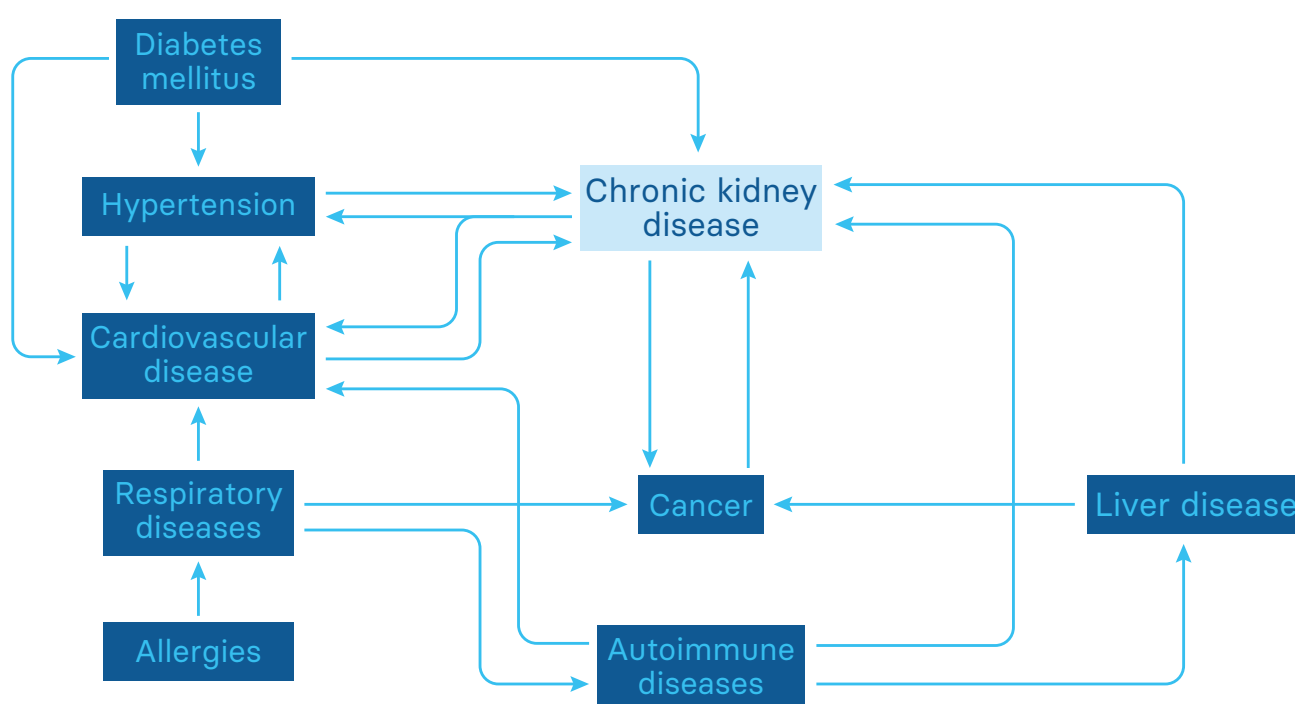 Diabetes
mellitus
Hypertension
Chronic kidney
disease
Cardiovascular
disease
Respiratory
diseases
Cancer
Liver disease
Allergies
Autoimmune
diseases